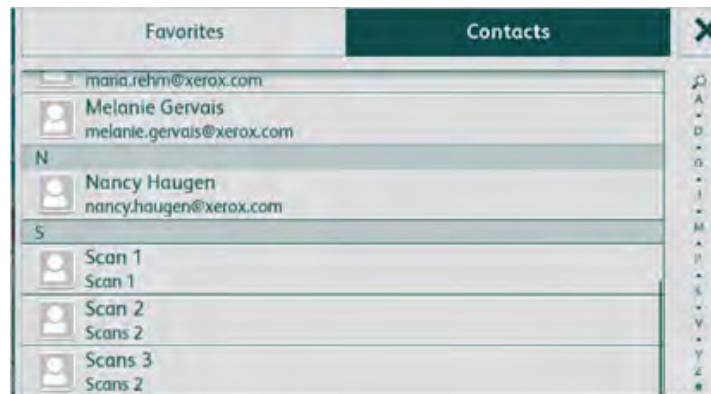 Favorites
Contacts
maria.rehm@xerox.com
Melanie Gervais
melanie.gervais@xerox.com
N
Nancy Haugen
nancy.haugen@xerox.com
S
Scan 1
Scan 1
Scan 2
Scans 2
Scans 3
Scans 2
A
D
G
J
M
P
S
V
Y
Z
#